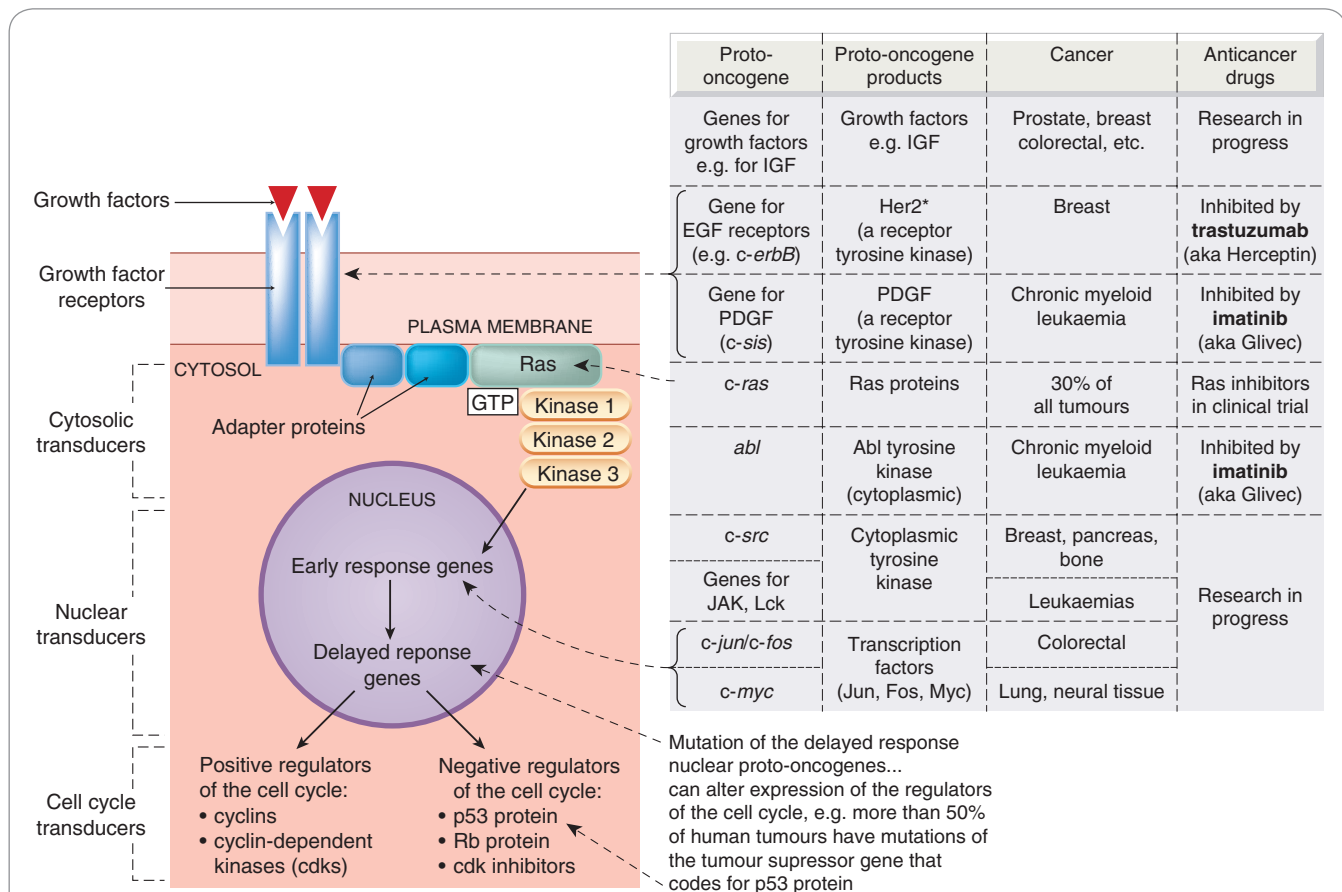 Growth factors
Growth factor
receptors
PLASMA MEMBRANE
CYTOSOL
Ras
GTP
Kinase 1
Kinase 2
Kinase 3
Adapter proteins
Cytosolic
transducers
NUCLEUS
Early response genes
Nuclear
transducers
Delayed reponse
genes
Cell cycle
transducers
Positive regulators
of the cell cycle:
• cyclins
• cyclin-dependent
kinases (cdks)
Negative regulators
of the cell cycle:
• p53 protein
• Rb protein
• cdk inhibitors
Proto-
oncogene
Proto-oncogene
products
Cancer
Anticancer
drugs
Genes for
growth factors
e.g. for IGF
Growth factors
e.g. IGF
Prostate, breast
colorectal, etc.
Research in
progress
Gene for
EGF receptors
(e.g. c-erbB)
Her2*
(a receptor
tyrosine kinase)
Breast
Inhibited by
trastuzumab
(aka Herceptin)
Gene for
PDGF
(c-sis)
PDGF
(a receptor
tyrosine kinase)
Chronic myeloid
leukaemia
Inhibited by
imatinib
(aka Glivec)
c-ras
Ras proteins
30% of
all tumours
Ras inhibitors
in clinical trial
abl
Abl tyrosine
kinase
(cytoplasmic)
Chronic myeloid
leukaemia
Inhibited by
imatinib
(aka Glivec)
c-src
Genes for
JAK, Lck
Cytoplasmic
tyrosine
kinase
Breast, pancreas,
bone
Leukaemias
Research in
progress
c-jun/c-fos
c-myc
Transcription
factors
(Jun, Fos, Myc)
Colorectal
Lung, neural tissue
Mutation of the delayed response
nuclear proto-oncogenes...
can alter expression of the regulators
of the cell cycle, e.g. more than 50%
of human tumours have mutations of
the tumour supressor gene that
codes for p53 protein